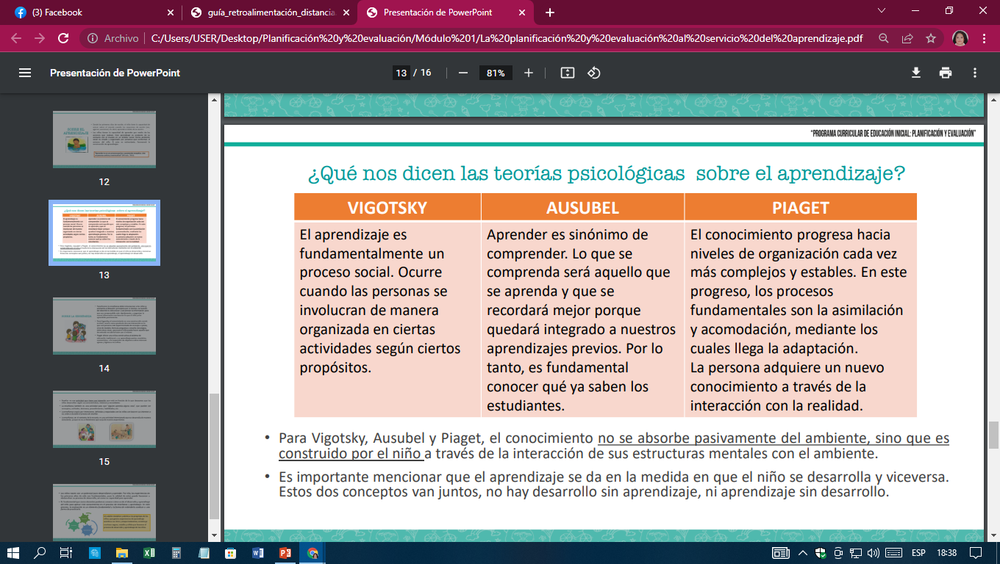 (3) Facebook
guía_retroalimentación_distancia.
Presentación de PowerPoint
Archivo
C:/Users/USER/Desktop/Planificación%20y%20evaluación/Módulo%201/La%20planificación%20y%20evaluación%20al%20servicio%20del%20aprendizaje.pdf
Presentación de PowerPoint
13 / 16
81%
12
13
14
15
"PROGRAMA CURRICULAR DE EDUCACIÓN INICIAL: PLANIFICACIÓN Y EVALUACIÓN"
¿Qué nos dicen las teorías psicológicas sobre el aprendizaje?
VIGOTSKY
El aprendizaje es
fundamentalmente un
proceso social. Ocurre
cuando las personas se
involucran de manera
organizada en ciertas
actividades según ciertos
propósitos.
AUSUBEL
Aprender es sinónimo de
comprender. Lo que se
comprenda será aquello que
se aprenda y que se
recordará mejor porque
quedará integrado a nuestros
aprendizajes previos. Por lo
tanto, es fundamental
conocer qué ya saben los
estudiantes.
PIAGET
El conocimiento progresa hacia
niveles de organización cada vez
más complejos y estables. En este
progreso, los procesos
fundamentales son la asimilación
y acomodación, mediante los
cuales llega la adaptación.
La persona adquiere un nuevo
conocimiento a través de la
interacción con la realidad.
• Para Vigotsky, Ausubel y Piaget, el conocimiento no se absorbe pasivamente del ambiente, sino que es
construido por el niño a través de la interacción de sus estructuras mentales con el ambiente.
• Es importante mencionar que el aprendizaje se da en la medida en que el niño se desarrolla y viceversa.
Estos dos conceptos van juntos, no hay desarrollo sin aprendizaje, ni aprendizaje sin desarrollo.
ESP
18:38